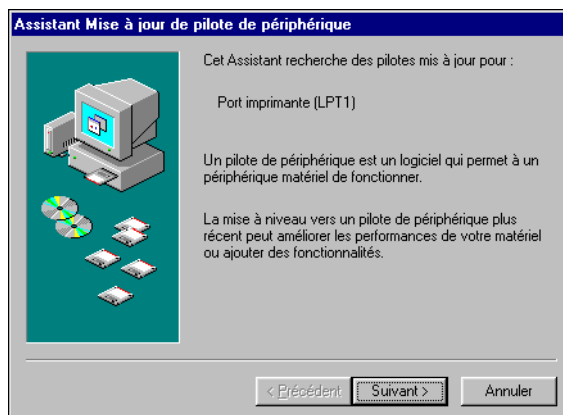 Assistant Mise à jour de pilote de périphérique
Cet Assistant recherche des pilotes mis à jour pour :
Port imprimante (LPT1)
Un pilote de périphérique est un logiciel qui permet à un
périphérique matériel de fonctionner.
La mise à niveau vers un pilote de périphérique plus
récent peut améliorer les performances de votre matériel
ou ajouter des fonctionnalités.
< Précédent
Suivant >
Annuler